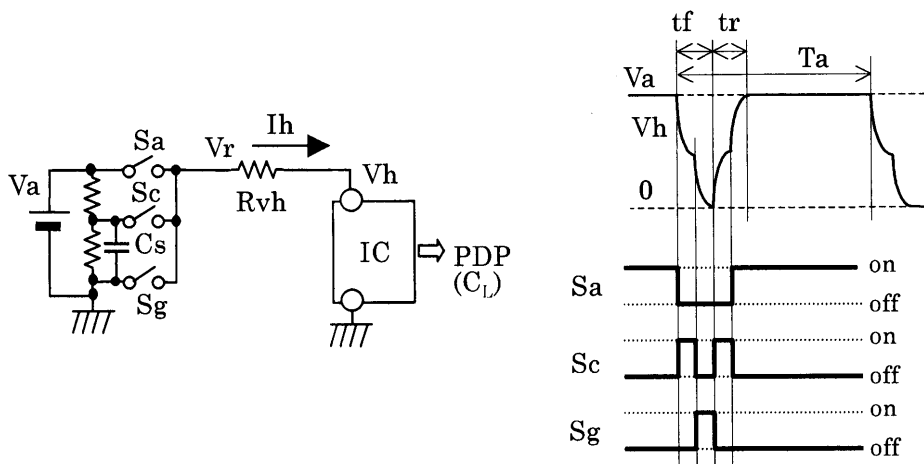 Va
Sa
Sc
Cs
Sg
Vr
Ih
Rvh
Vh
IC
PDP
(CL)
tf
tr
Ta
Va
Vh
0
Sa
on
off
Sc
on
off
Sg
on
off